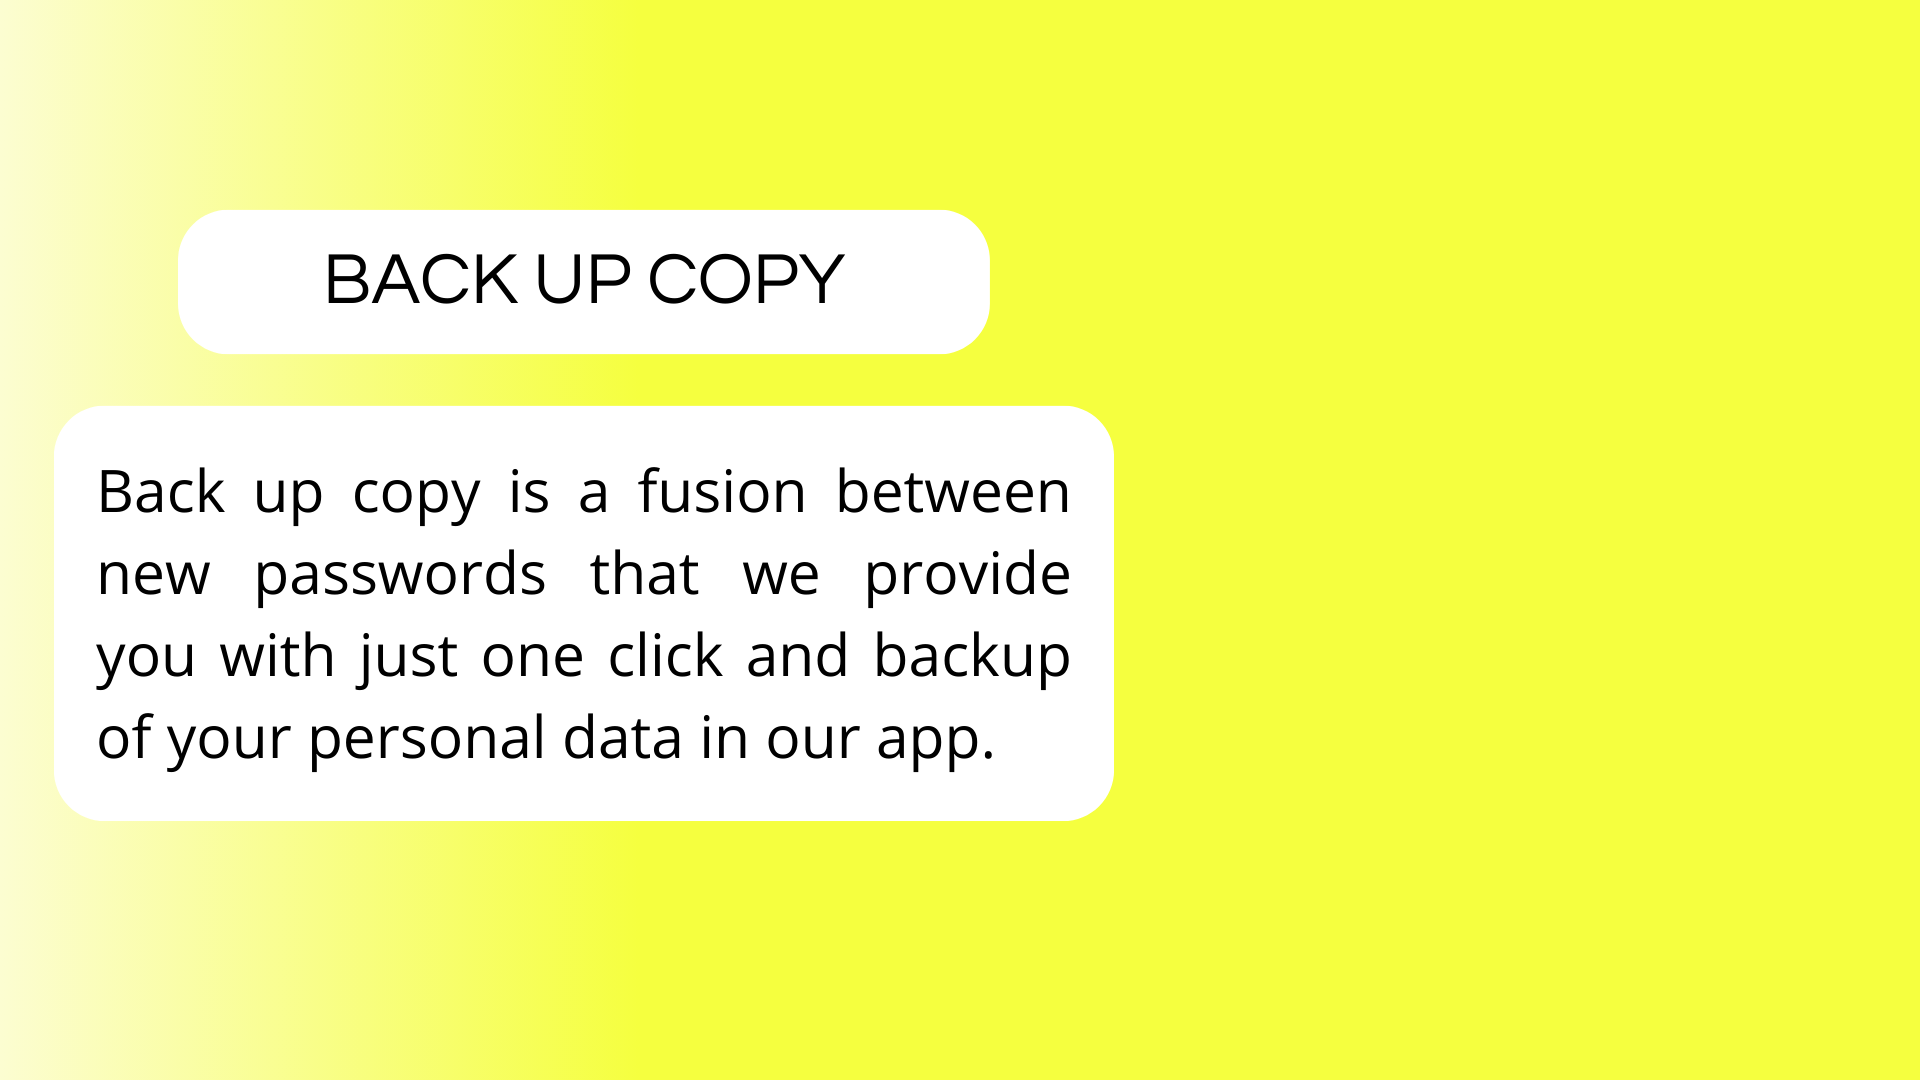 BACK UP COPY
Back up copy is a fusion between
new passwords that we provide
you with just one click and backup
of your personal data in our app.